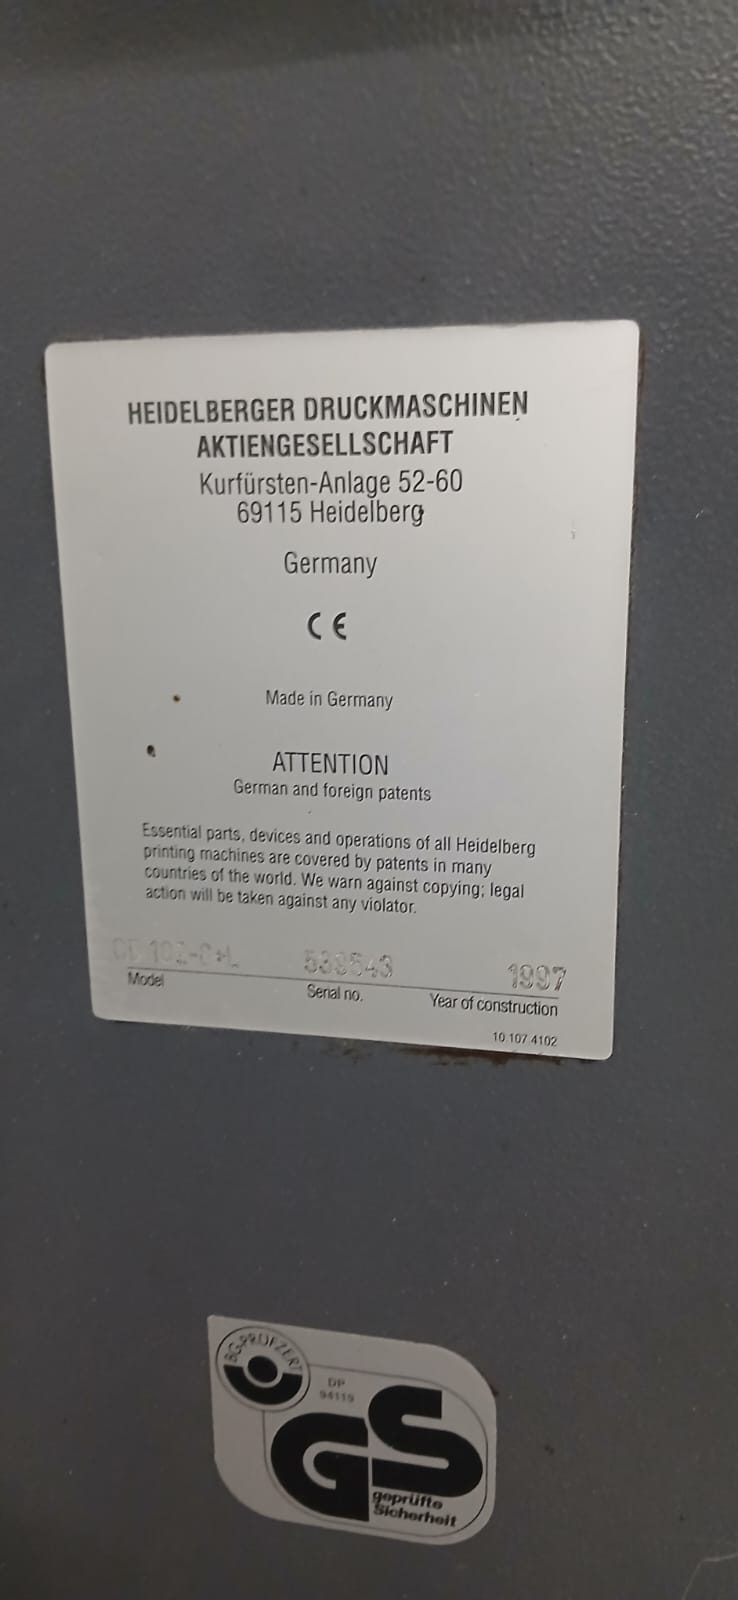 HEIDELBERGER DRUCKMASCHINEN
AKTIENGESELLSCHAFT
Kurfürsten-Anlage 52-60
69115 Heidelberg
Germany
CE
Made in Germany
ATTENTION
German and foreign patents
Essential parts, devices and operations of all Heidelberg
printing machines are covered by patents in many
countries of the world. We warn against copying; legal
action will be taken against any violator.
1997
Model Serial no. Year of construction
10.107.4102
BG-PRÜFZERT
DP
94119
GS
geprüfte
Sicherheit